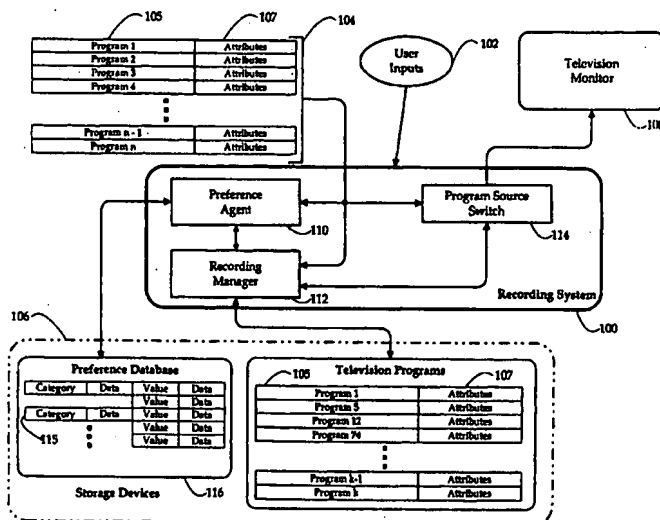 105
107
104
Program 1 Attributes
Program 2 Attributes
Program 3 Attributes
Program 4 Attributes
Program n - 1 Attributes
Program n Attributes
User Inputs
102
Television Monitor
Preference Agent
110
Program Source Switch
114
Recording Manager
112
Recording System
100
106
Preference Database
Category Data Value Data
Value Data
Category Data Value Data
Value Data
Value Data
115
116
Storage Devices
Television Programs
105
107
Program 1 Attributes
Program 5 Attributes
Program 12 Attributes
Program 74 Attributes
Program k-1 Attributes
Program k Attributes